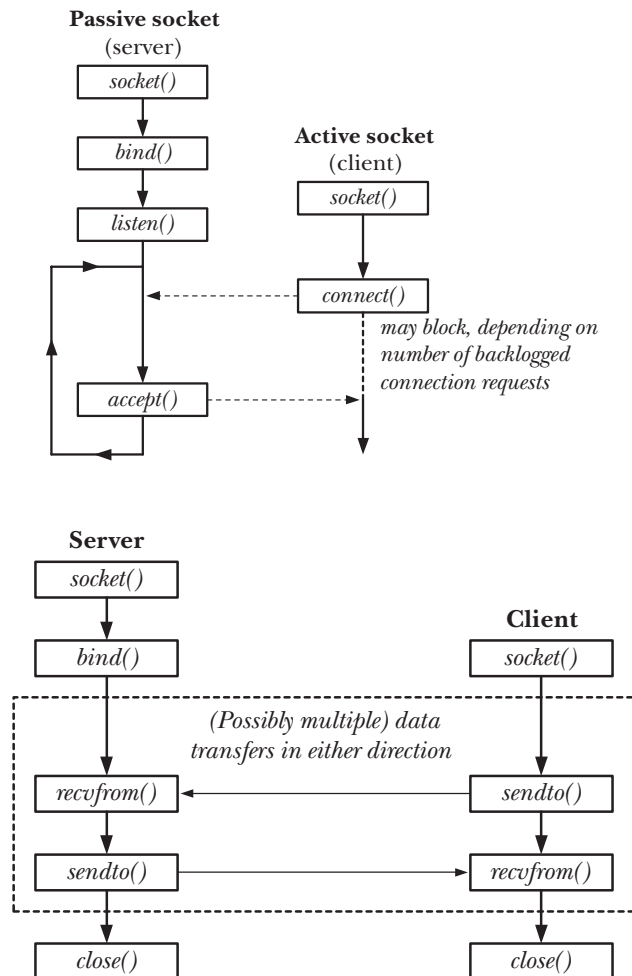 Passive socket
(server)
socket()
bind()
listen()
accept()
Active socket
(client)
socket()
connect()
may block, depending on
number of backlogged
connection requests
Server
socket()
bind()
Client
socket()
(Possibly multiple) data
transfers in either direction
recvfrom()
sendto()
sendto()
recvfrom()
close()
close()